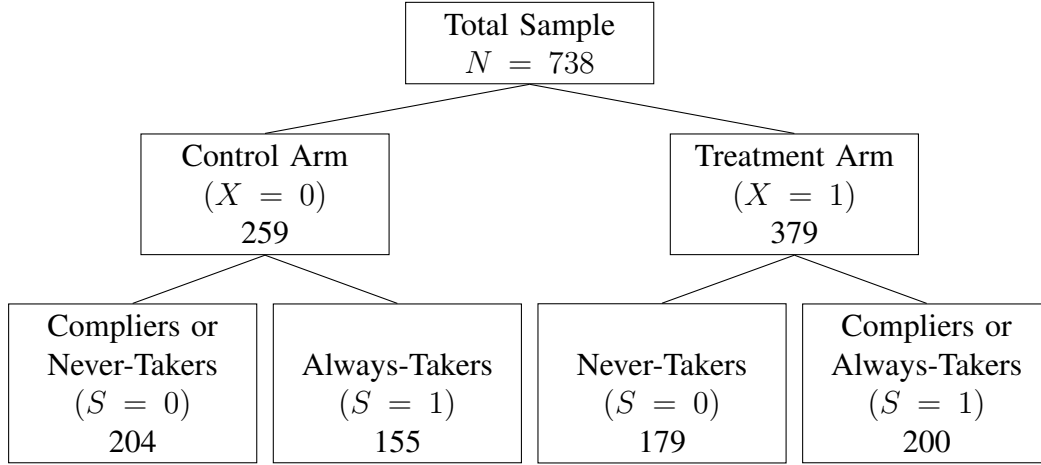 Total Sample
N = 738
Control Arm
(X = 0)
259
Treatment Arm
(X = 1)
379
Compliers or
Never-Takers
(S = 0)
204
Always-Takers
(S = 1)
155
Never-Takers
(S = 0)
179
Compliers or
Always-Takers
(S = 1)
200